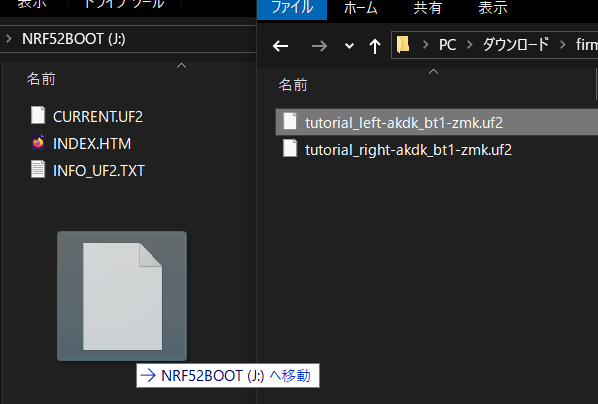 表示
ドライブ ツール
NRF52BOOT (J:)
名前
CURRENT.UF2
INDEX.HTM
INFO_UF2.TXT
NRF52BOOT (J:) へ移動
ファイル
ホーム
共有
表示
PC
ダウンロード
firm
名前
tutorial_left-akdk_bt1-zmk.uf2
tutorial_right-akdk_bt1-zmk.uf2